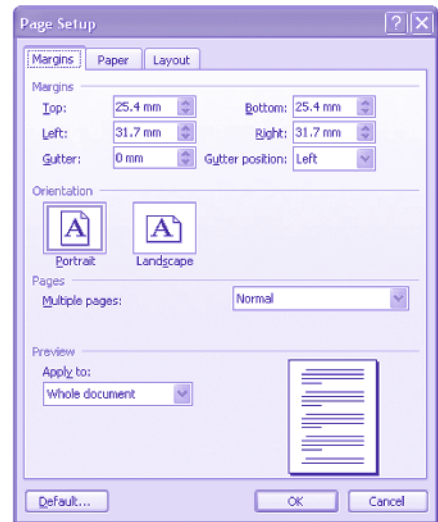 Page Setup
Margins Paper Layout
Margins
Top: 25.4 mm Bottom: 25.4 mm
Left: 31.7 mm Right: 31.7 mm
Gutter: 0 mm Gutter position: Left
Orientation
A A
Portrait Landscape
Pages
Multiple pages: Normal
Preview
Apply to:
Whole document
Default... OK Cancel